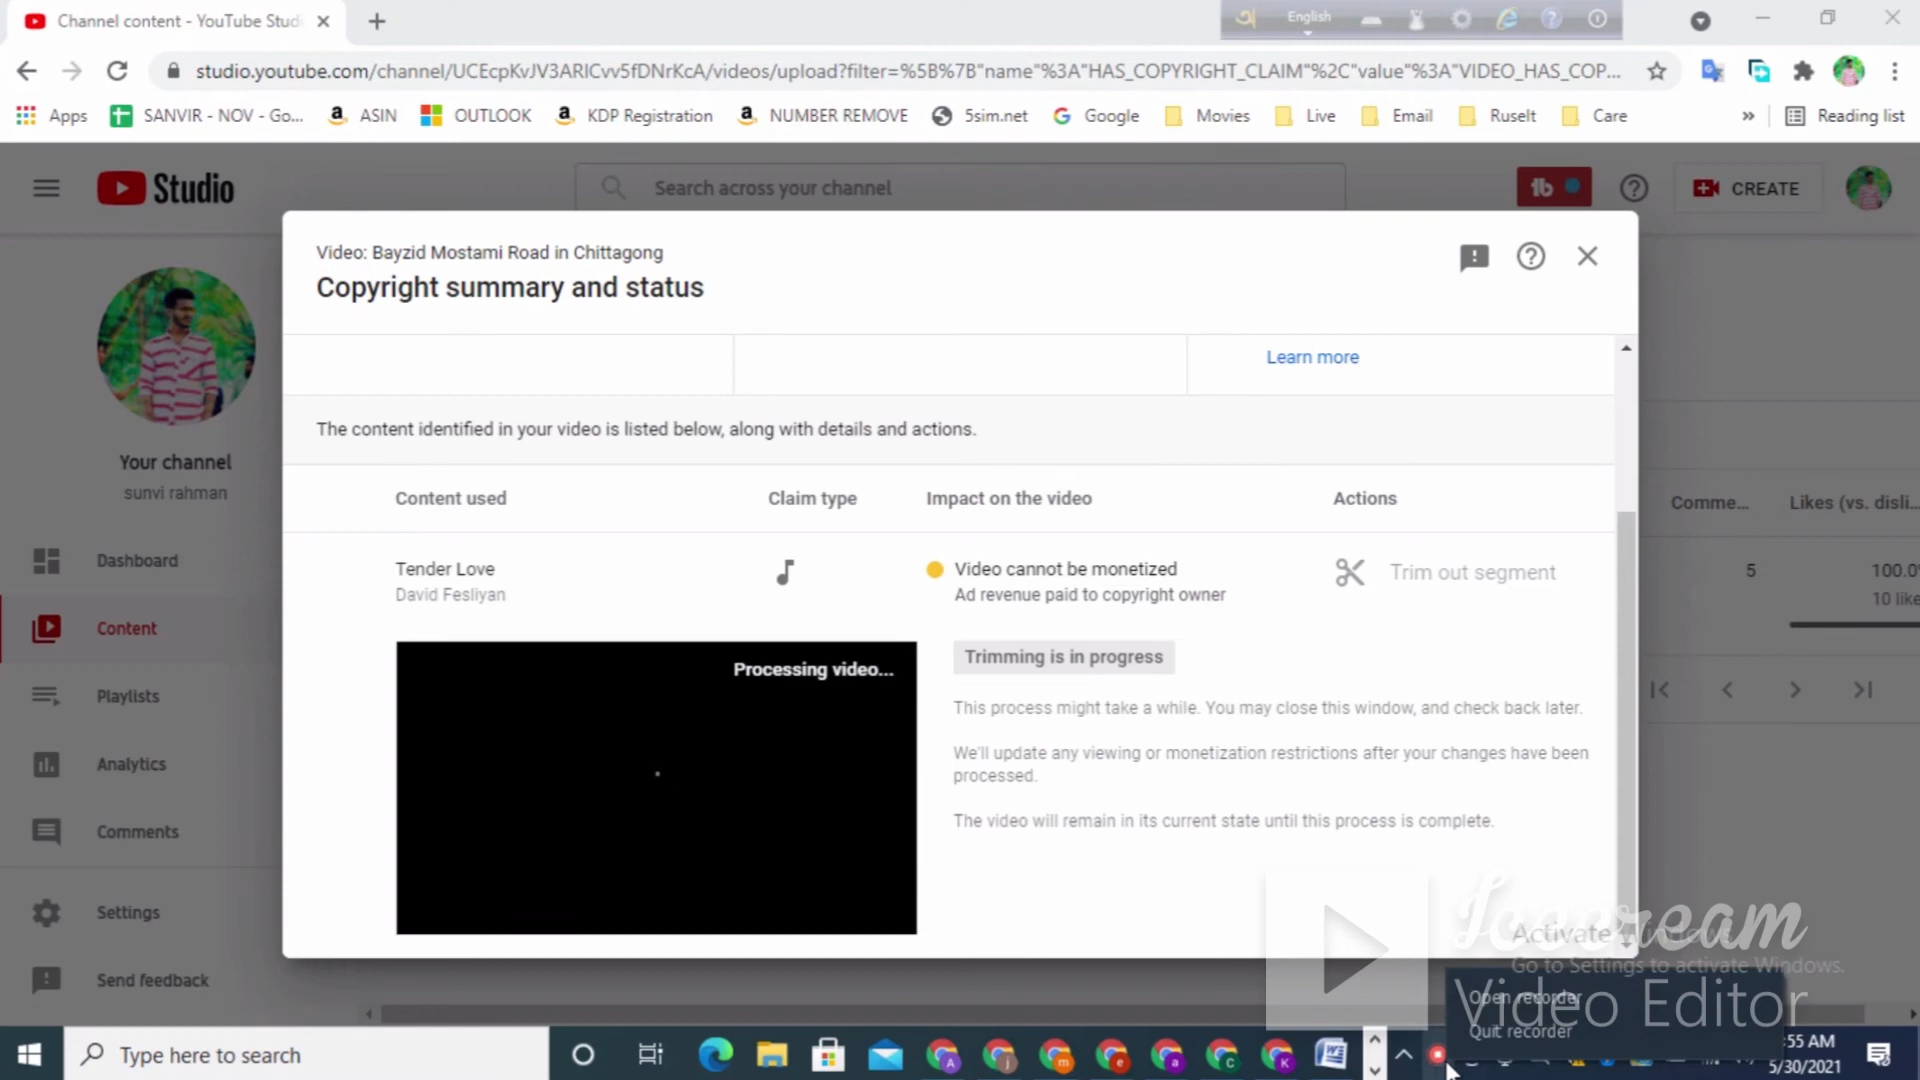 Channel content - YouTube Studi
English
studio.youtube.com/channel/UCEcpKvJV3ARICvv5fDNrKcA/videos/upload?filter=%5B%7B"name"%3A"HAS_COPYRIGHT_CLAIM"%2C"value"%3A"VIDEO_HAS_COP...
Apps
SANVIR - NOV - Go...
ASIN
OUTLOOK
KDP Registration
NUMBER REMOVE
5sim.net
Google
Movies
Live
Email
Ruselt
Care
»
Reading list
Studio
Search across your channel
CREATE
Video: Bayzid Mostami Road in Chittagong
Copyright summary and status
Learn more
The content identified in your video is listed below, along with details and actions.
Your channel
sunvi rahman
Content used
Claim type
Impact on the video
Actions
Comme...
Likes (vs. disli...
Tender Love
David Fesliyan
Video cannot be monetized
Ad revenue paid to copyright owner
Trim out segment
5
100.0%
10 like
Dashboard
Content
Playlists
Analytics
Comments
Settings
Send feedback
Processing video...
Trimming is in progress
This process might take a while. You may close this window, and check back later.
We'll update any viewing or monetization restrictions after your changes have been
processed.
The video will remain in its current state until this process is complete.
Icecream
Video Editor
Activate Windows
Go to Settings to activate Windows.
Open recorder
Quit recorder
Type here to search
:55 AM
5/30/2021